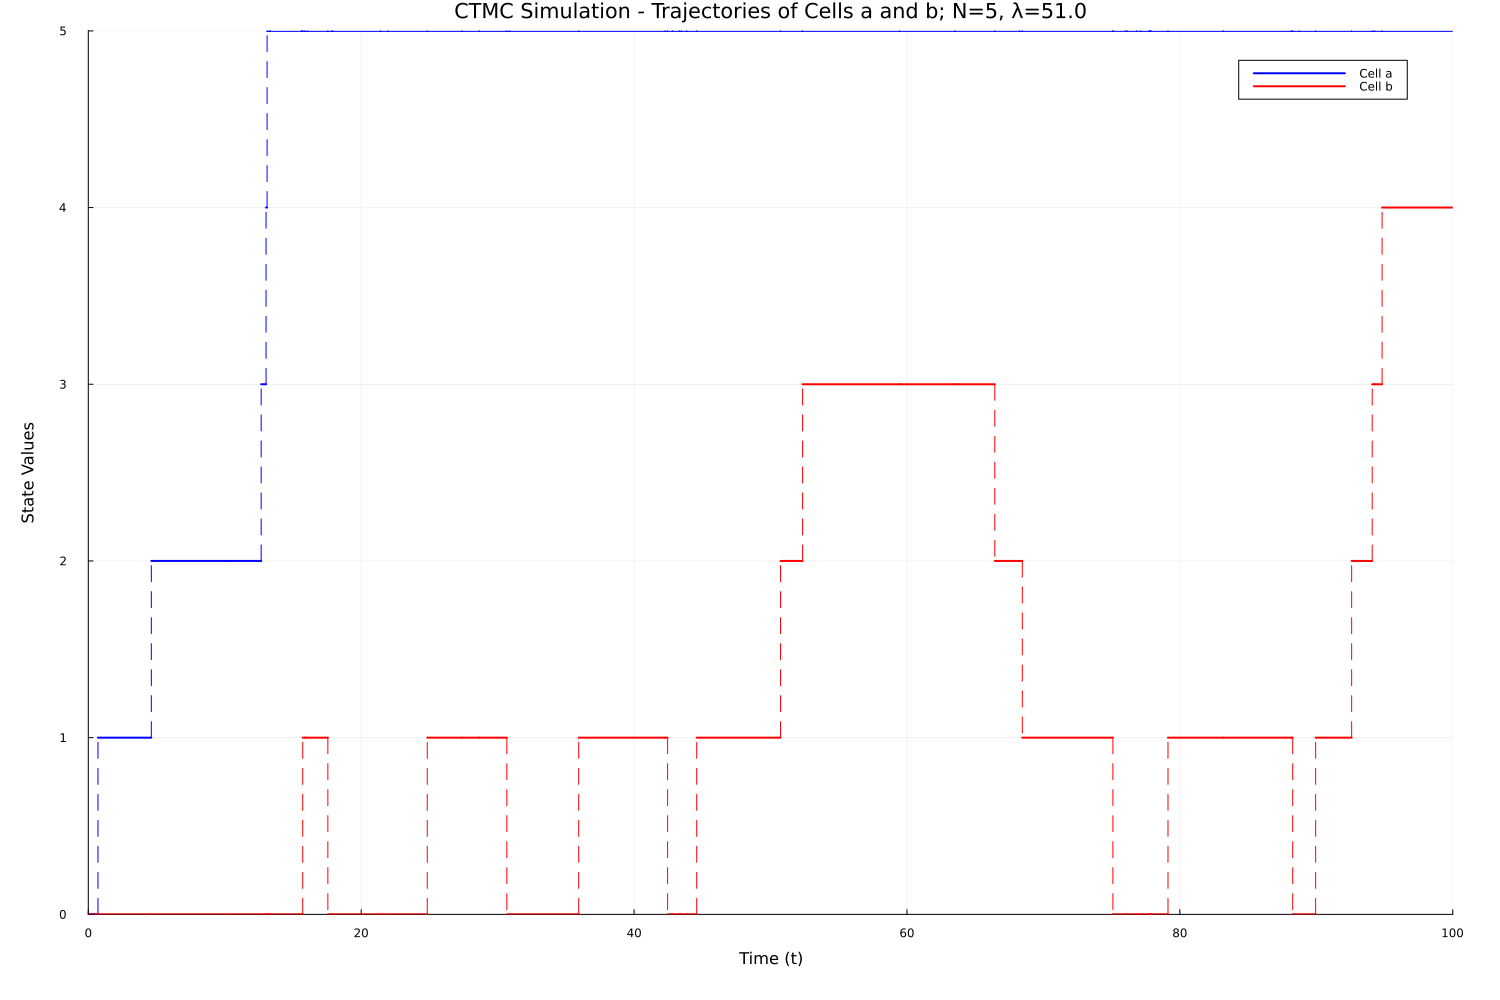 CTMC Simulation - Trajectories of Cells a and b; N=5, λ=51.0
5
Cell a
Cell b
4
3
State Values
2
1
0
0 20 40 60 80 100
Time (t)